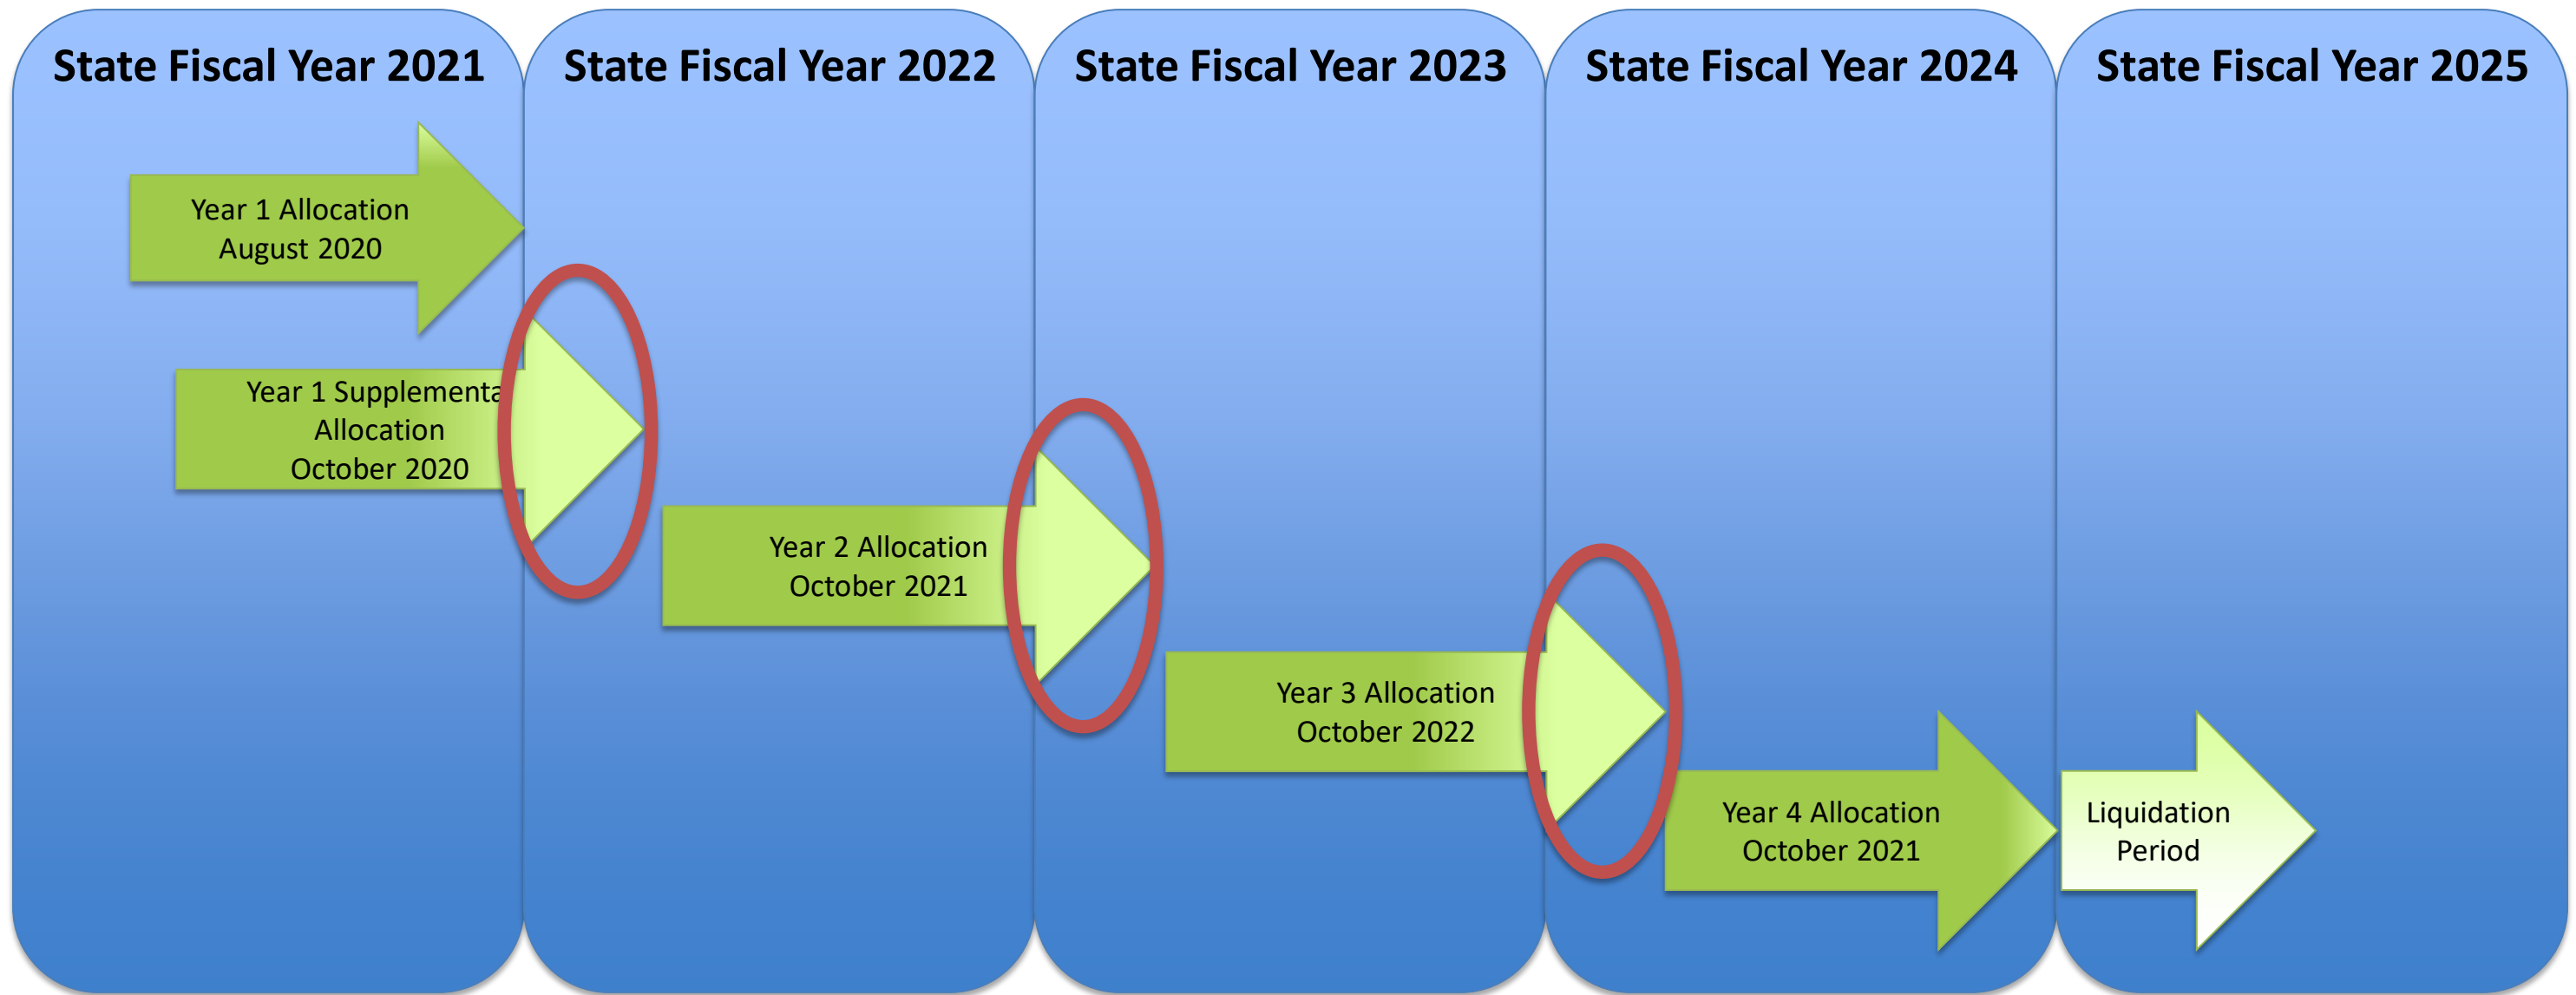 State Fiscal Year 2021
State Fiscal Year 2022
State Fiscal Year 2023
State Fiscal Year 2024
State Fiscal Year 2025
Year 1 Allocation
August 2020
Year 1 Supplementa
Allocation
October 2020
Year 2 Allocation
October 2021
Year 3 Allocation
October 2022
Year 4 Allocation
October 2021
Liquidation
Period